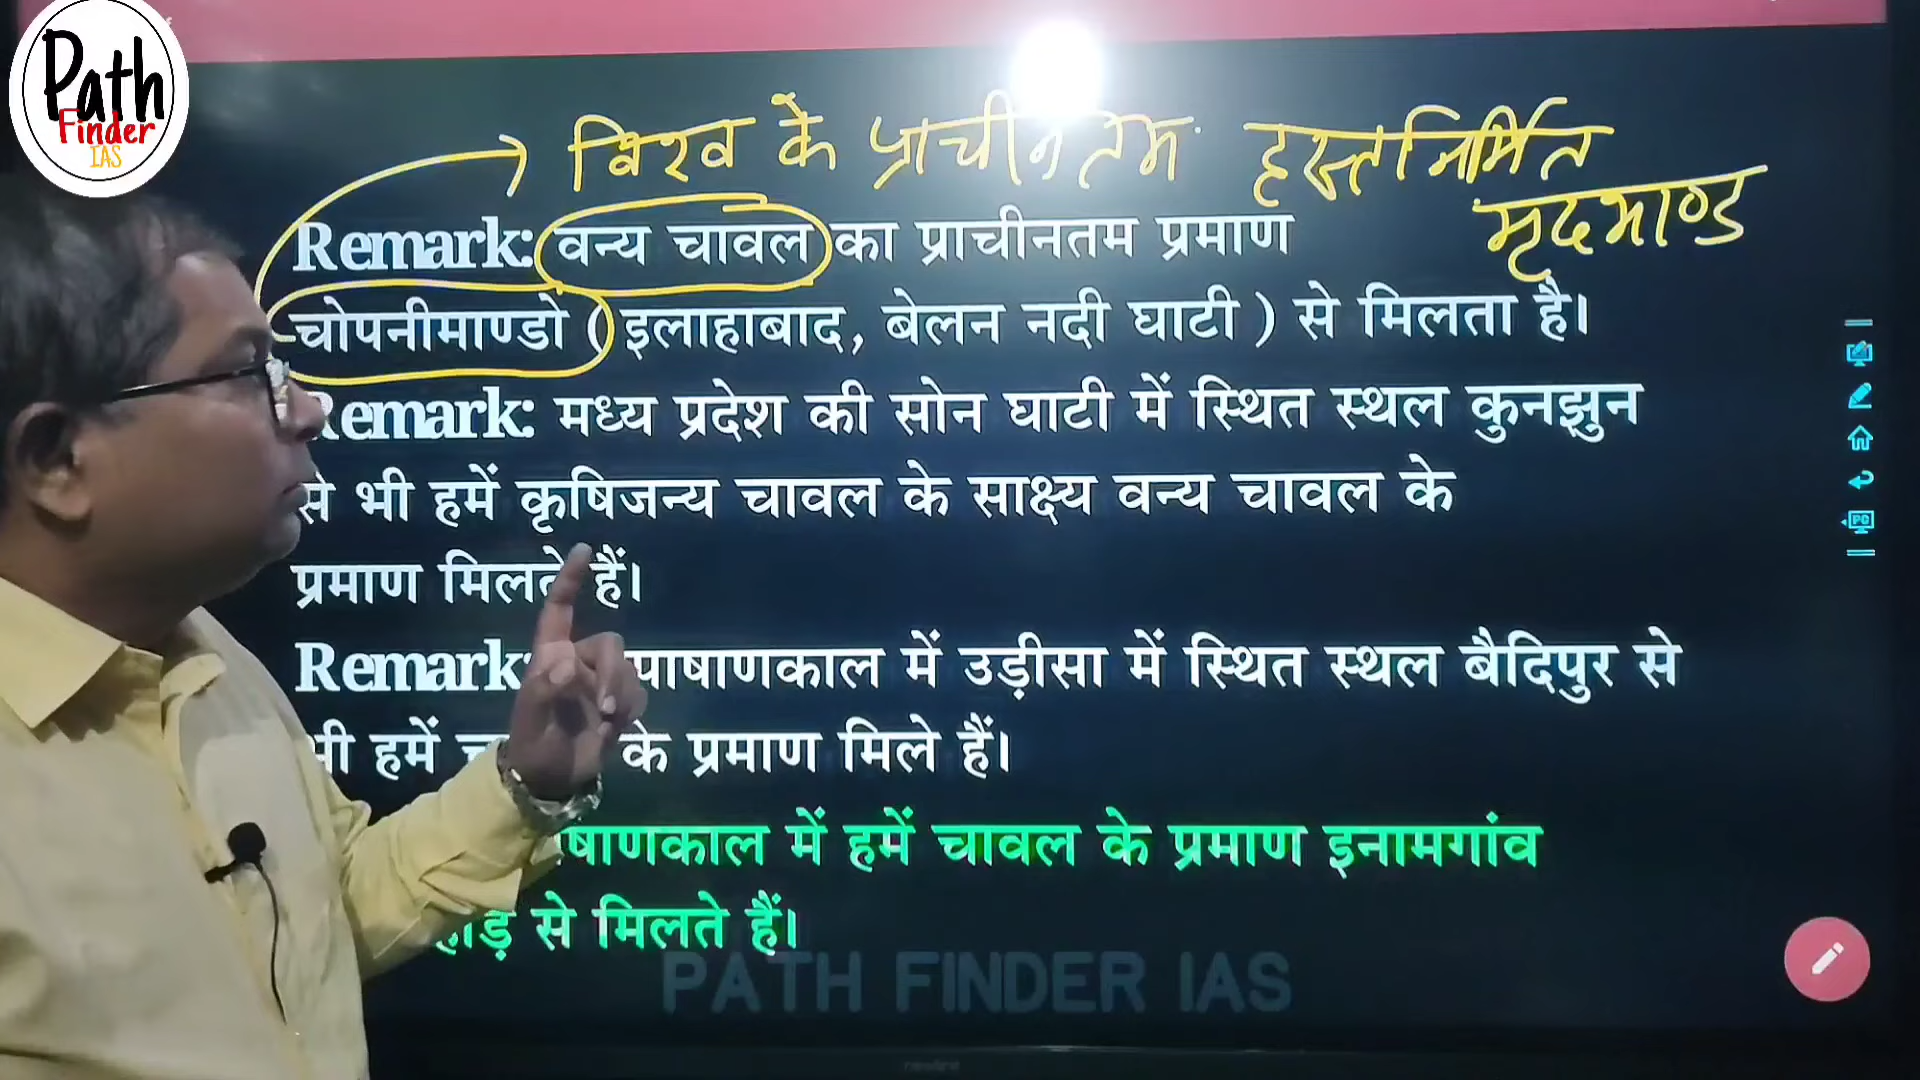 Path
Finder
IAS
विश्व के प्राचीनतम हस्तनिर्मित
मृदभाण्ड
Remark: वन्य चावल का प्राचीनतम प्रमाण
चोपनीमाण्डो ( इलाहाबाद, बेलन नदी घाटी ) से मिलता है।
Remark: मध्य प्रदेश की सोन घाटी में स्थित स्थल कुनझुन
से भी हमें कृषिजन्य चावल के साक्ष्य वन्य चावल के
प्रमाण मिलते हैं।
Remark: पाषाणकाल में उड़ीसा में स्थित स्थल बैदिपुर से
भी हमें के प्रमाण मिले हैं।
में हमें चावल के प्रमाण इनामगांव
से मिलते हैं।
PATH FINDER IAS